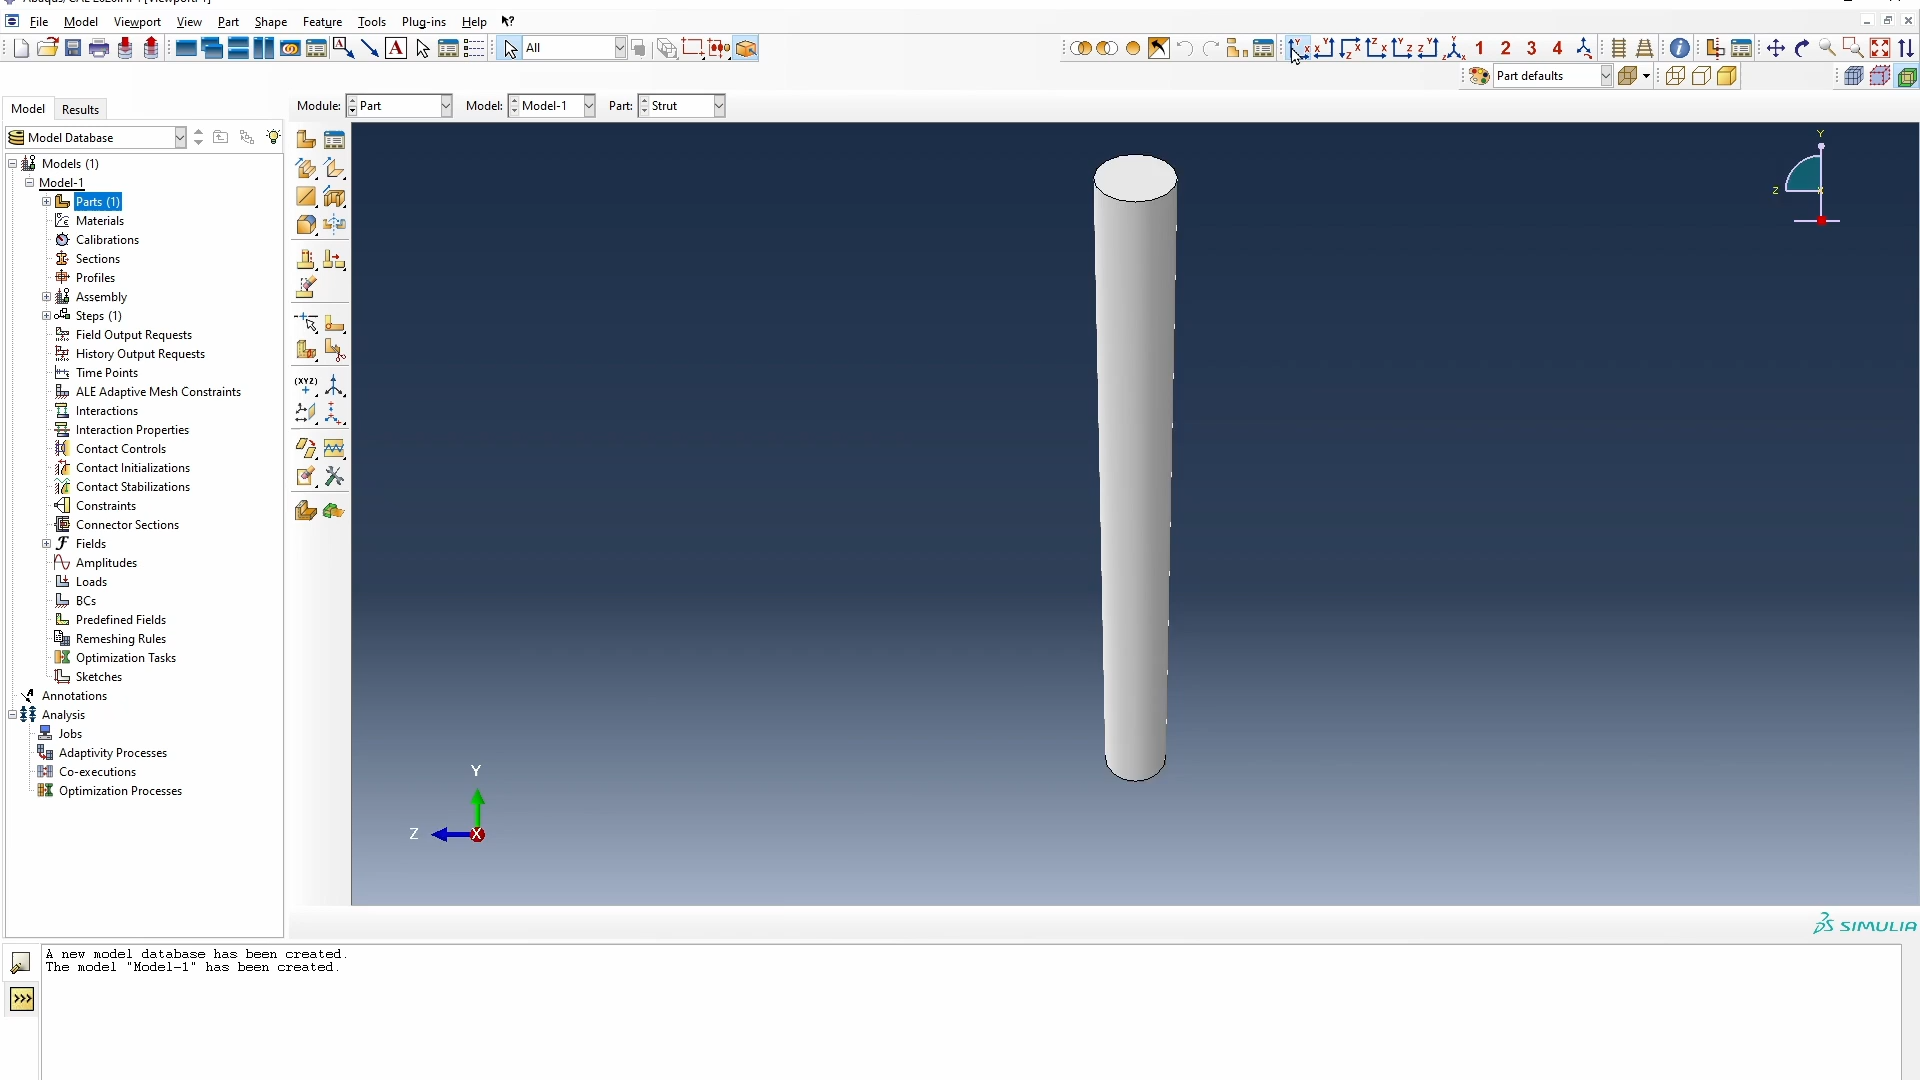 File Model Viewport View Part Shape Feature Tools Plug-ins Help
All
1 2 3 4
Part defaults
Model Results
Module: Part Model: Model-1 Part: Strut
Model Database
Models (1)
Model-1
Parts (1)
Materials
Calibrations
Sections
Profiles
Assembly
Steps (1)
Field Output Requests
History Output Requests
Time Points
ALE Adaptive Mesh Constraints
Interactions
Interaction Properties
Contact Controls
Contact Initializations
Contact Stabilizations
Constraints
Connector Sections
Fields
Amplitudes
Loads
BCs
Predefined Fields
Remeshing Rules
Optimization Tasks
Sketches
Annotations
Analysis
Jobs
Adaptivity Processes
Co-executions
Optimization Processes
(XYZ)
Y
Z
X
Y
Z X
SIMULIA
A new model database has been created.
The model "Model-1" has been created.
>>>